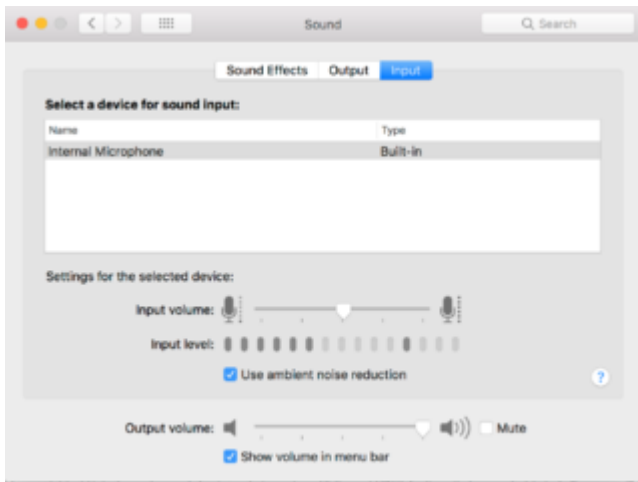 Sound
Search
Sound Effects Output Input
Select a device for sound input:
Name Type
Internal Microphone Built-in
Settings for the selected device:
Input volume:
Input level:
Use ambient noise reduction
?
Output volume: Mute
Show volume in menu bar